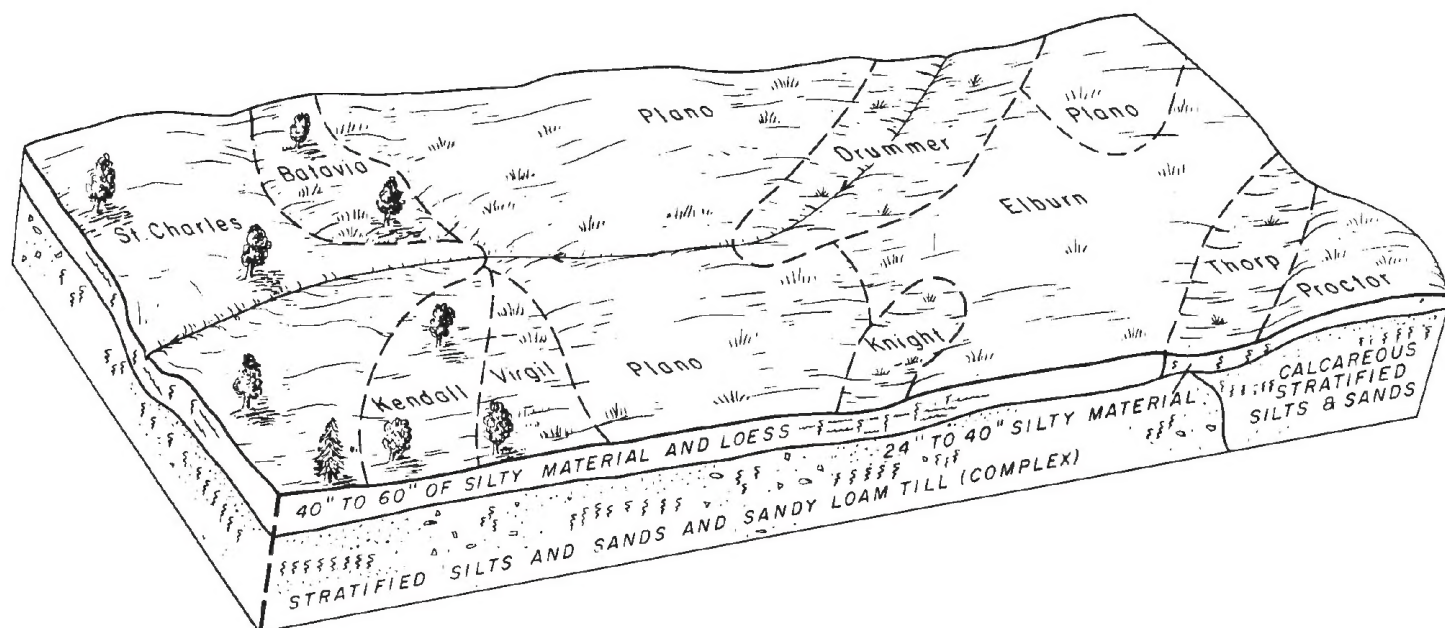 Plano
Plano
Drummer
Batavia
Elburn
St. Charles
Thorp
Proctor
Knight
Plano
Virgil
Kendall
CALCAREOUS
STRATIFIED
SILTS & SANDS
24" TO 40" SILTY MATERIAL
40" TO 60" OF SILTY MATERIAL AND LOESS
STRATIFIED SILTS AND SANDS AND SANDY LOAM TILL (COMPLEX)